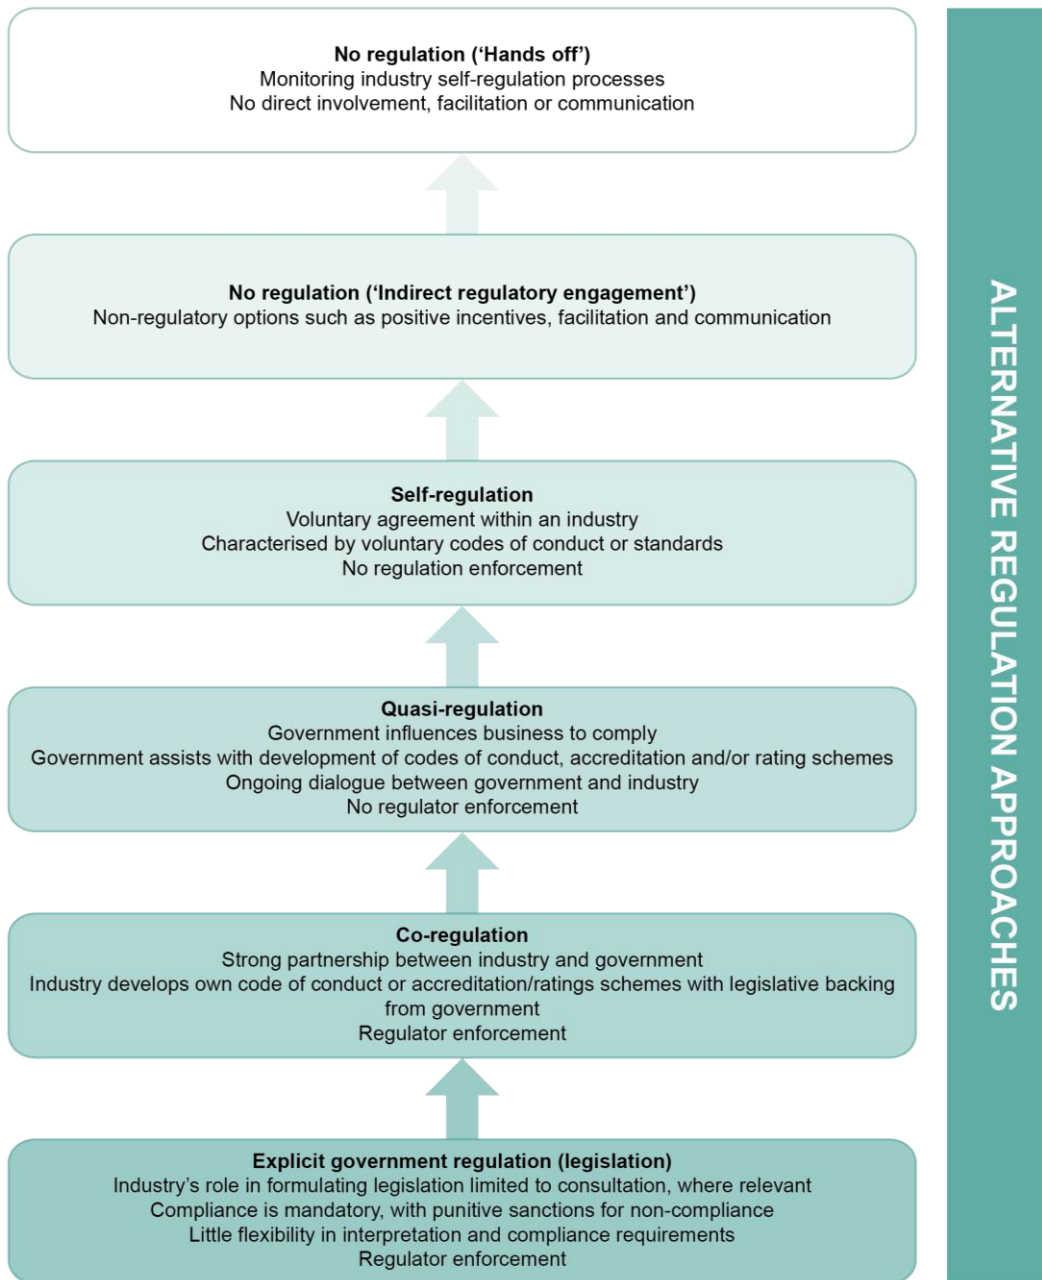 No regulation (‘Hands off’)
Monitoring industry self-regulation processes
No direct involvement, facilitation or communication
No regulation (‘Indirect regulatory engagement’)
Non-regulatory options such as positive incentives, facilitation and communication
Self-regulation
Voluntary agreement within an industry
Characterised by voluntary codes of conduct or standards
No regulation enforcement
Quasi-regulation
Government influences business to comply
Government assists with development of codes of conduct, accreditation and/or rating schemes
Ongoing dialogue between government and industry
No regulator enforcement
Co-regulation
Strong partnership between industry and government
Industry develops own code of conduct or accreditation/ratings schemes with legislative backing
from government
Regulator enforcement
Explicit government regulation (legislation)
Industry’s role in formulating legislation limited to consultation, where relevant
Compliance is mandatory, with punitive sanctions for non-compliance
Little flexibility in interpretation and compliance requirements
Regulator enforcement
ALTERNATIVE REGULATION APPROACHES